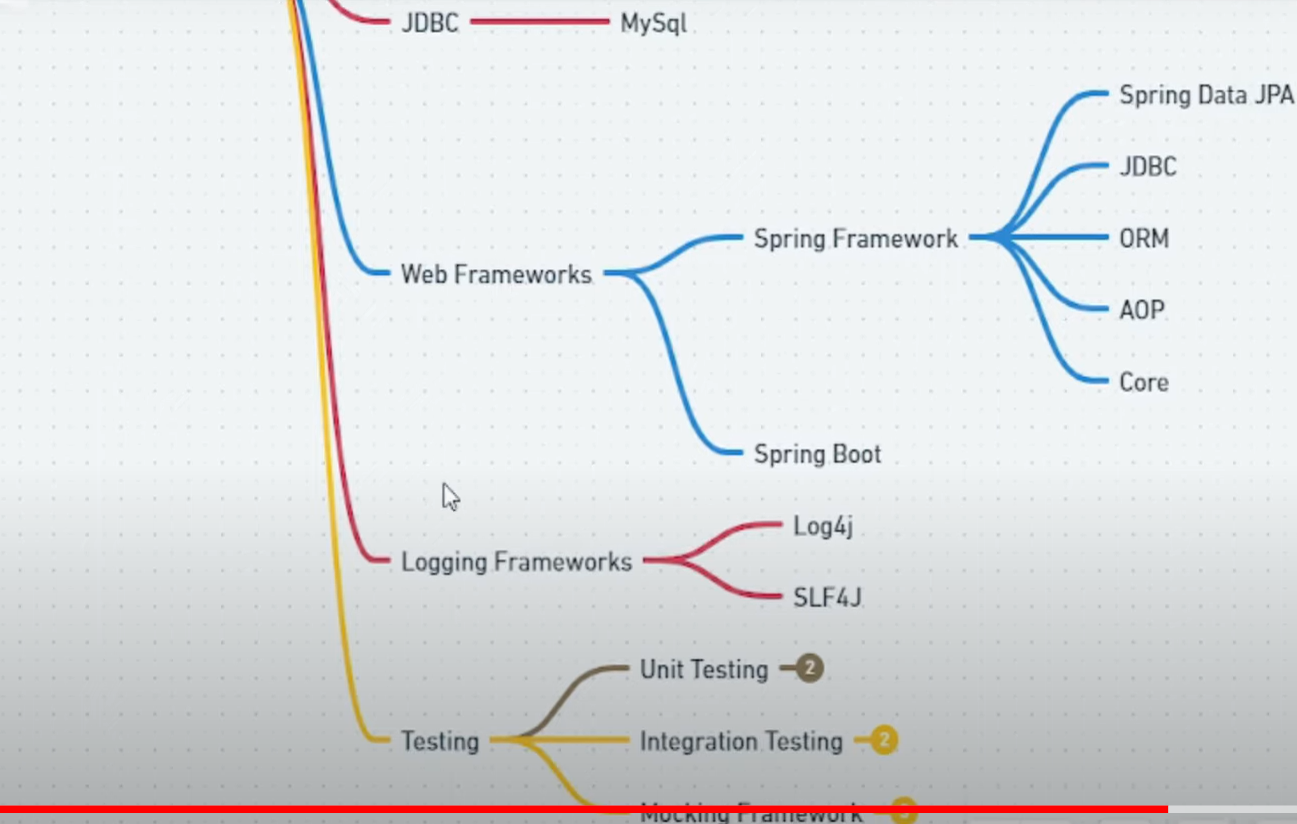 JDBC
MySql
Web Frameworks
Spring Framework
Spring Data JPA
JDBC
ORM
AOP
Core
Spring Boot
Logging Frameworks
Log4j
SLF4J
Testing
Unit Testing
2
Integration Testing
2
Mocking Framework